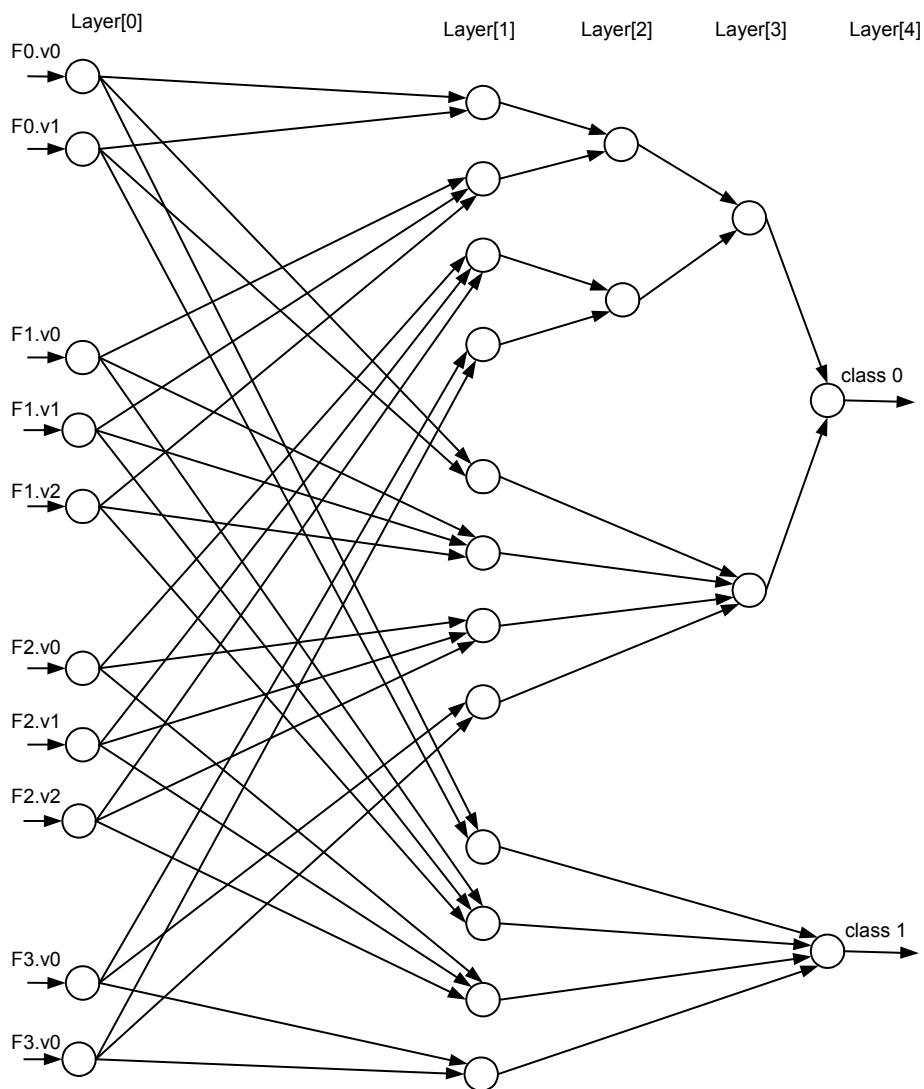 Layer[0]
Layer[1]
Layer[2]
Layer[3]
Layer[4]
F0.v0
F0.v1
F1.v0
F1.v1
F1.v2
F2.v0
F2.v1
F2.v2
F3.v0
F3.v0
class 0
class 1